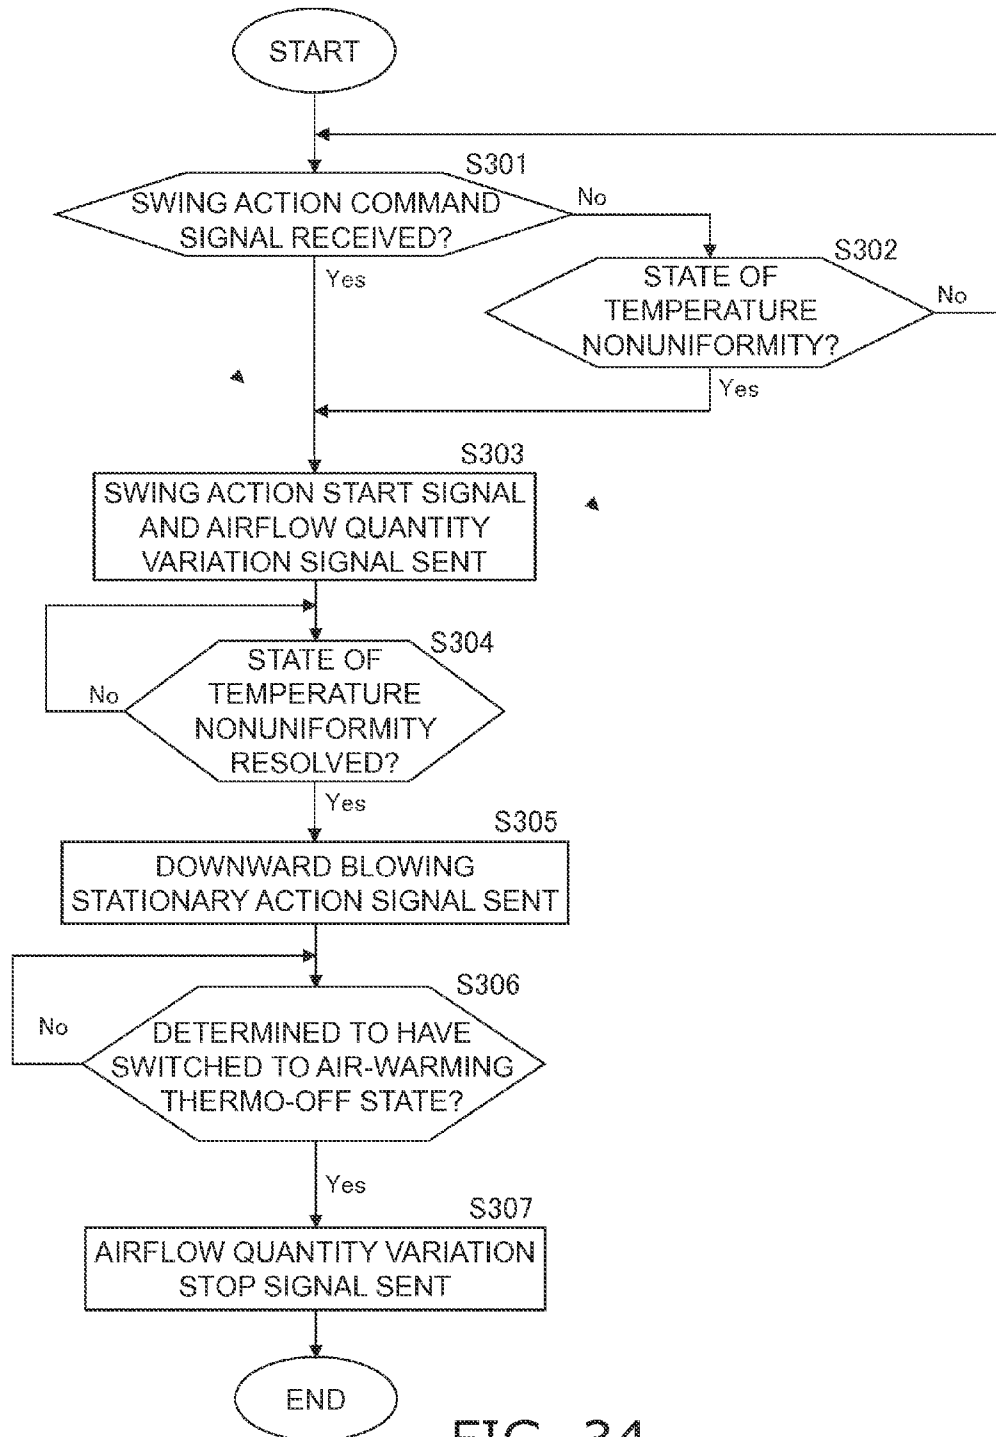 START
S301
SWING ACTION COMMAND
SIGNAL RECEIVED?
No
Yes
S302
STATE OF
TEMPERATURE
NONUNIFORMITY?
No
Yes
S303
SWING ACTION START SIGNAL
AND AIRFLOW QUANTITY
VARIATION SIGNAL SENT
S304
STATE OF
TEMPERATURE
NONUNIFORMITY
RESOLVED?
No
Yes
S305
DOWNWARD BLOWING
STATIONARY ACTION SIGNAL SENT
S306
No
DETERMINED TO HAVE
SWITCHED TO AIR-WARMING
THERMO-OFF STATE?
Yes
S307
AIRFLOW QUANTITY VARIATION
STOP SIGNAL SENT
END
FIG. 34